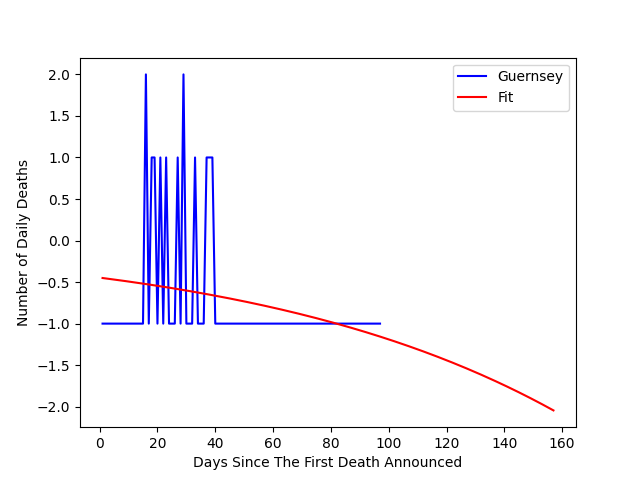 Guernsey
Fit
2.0
1.5
1.0
0.5
0.0
−0.5
−1.0
−1.5
−2.0
Number of Daily Deaths
0 20 40 60 80 100 120 140 160
Days Since The First Death Announced